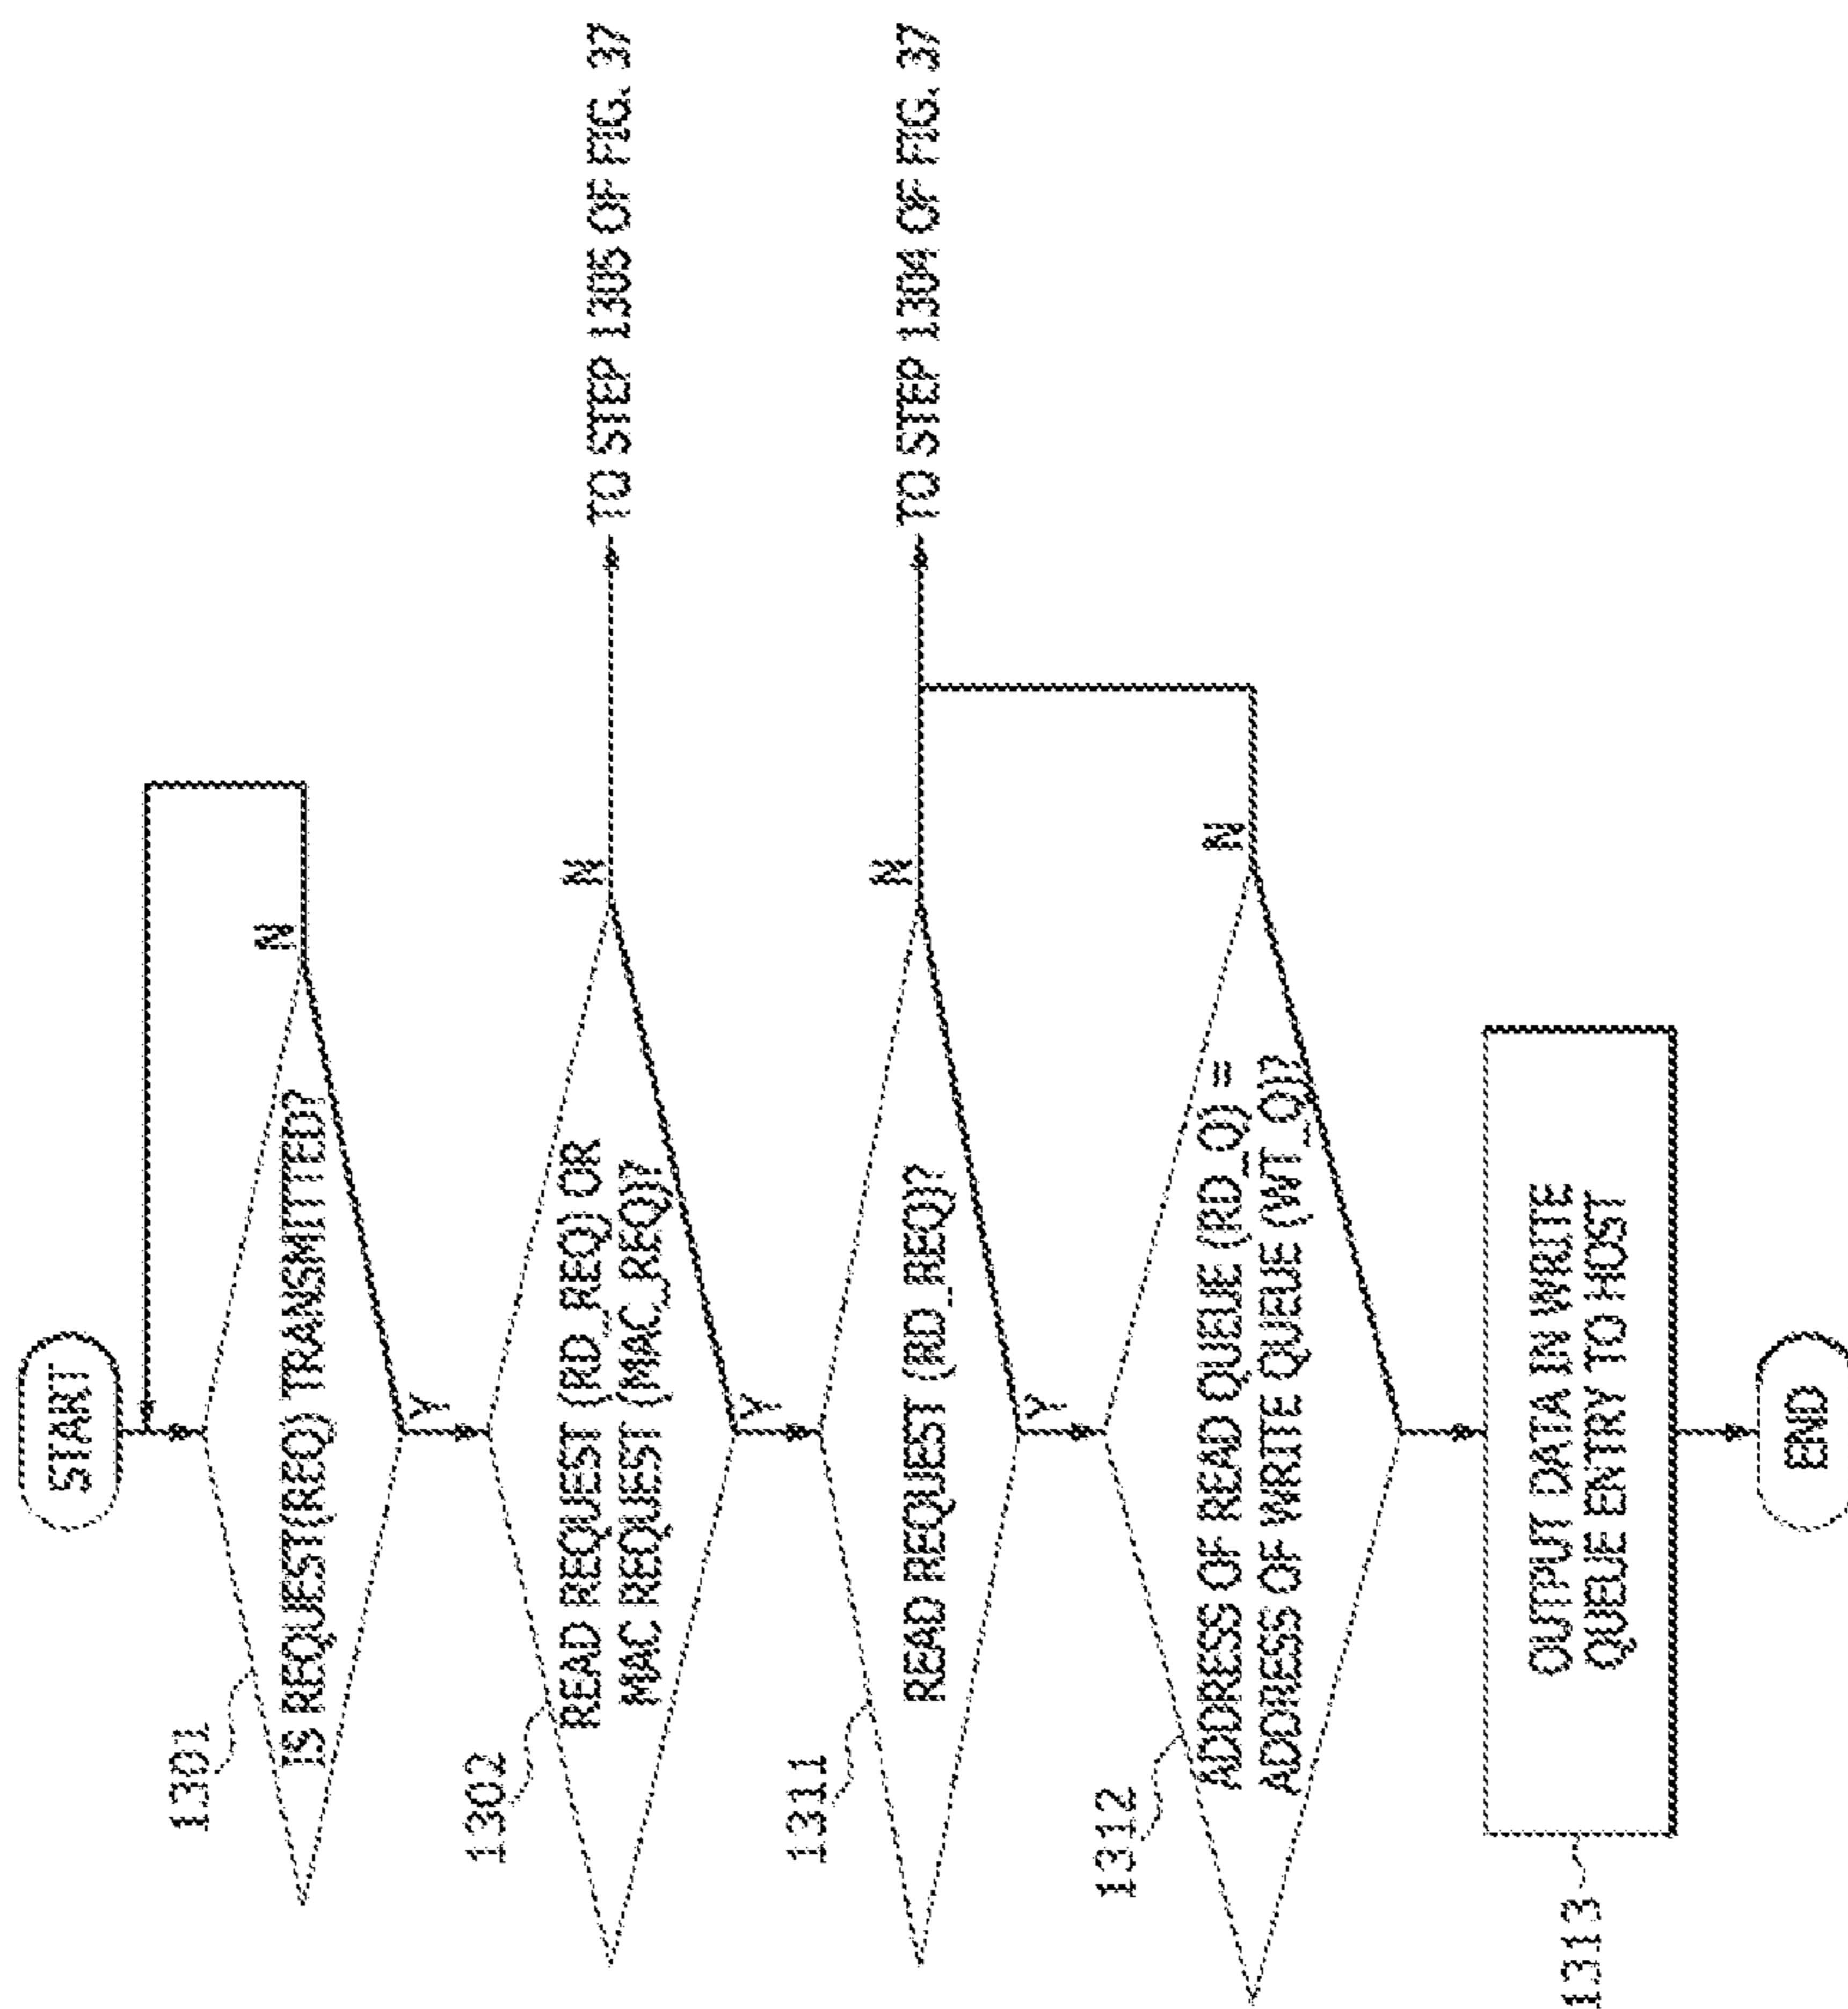 START
1301
IS REQUEST(REQ) TRANSMITTED?
N
Y
1302
READ REQUEST (RD_REQ) OR
MAC REQUEST (MAC_REQ)?
N
TO STEP 1305 OF FIG. 37
Y
1311
READ REQUEST (RD_REQ)?
N
TO STEP 1304 OF FIG. 37
Y
1312
ADDRESS OF READ QUEUE (RD_Q) =
ADDRESS OF WRITE QUEUE (WT_Q)?
N
1313
OUTPUT DATA IN WRITE
QUEUE ENTRY TO HOST
END